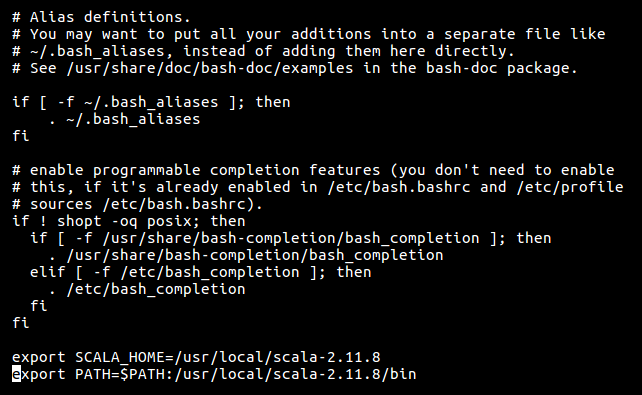 # Alias definitions.
# You may want to put all your additions into a separate file like
# ~/.bash_aliases, instead of adding them here directly.
# See /usr/share/doc/bash-doc/examples in the bash-doc package.

if [ -f ~/.bash_aliases ]; then
    . ~/.bash_aliases
fi

# enable programmable completion features (you don't need to enable
# this, if it's already enabled in /etc/bash.bashrc and /etc/profile
# sources /etc/bash.bashrc).
if ! shopt -oq posix; then
  if [ -f /usr/share/bash-completion/bash_completion ]; then
    . /usr/share/bash-completion/bash_completion
  elif [ -f /etc/bash_completion ]; then
    . /etc/bash_completion
  fi
fi

export SCALA_HOME=/usr/local/scala-2.11.8
export PATH=$PATH:/usr/local/scala-2.11.8/bin